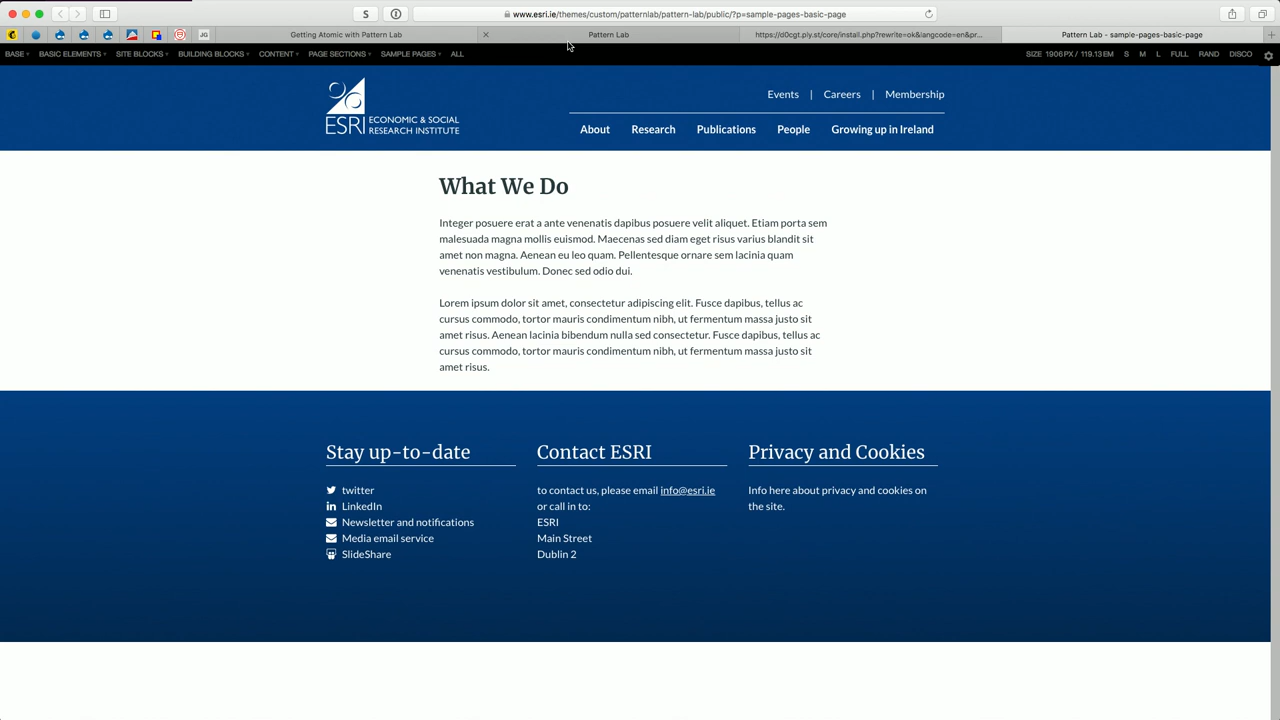 S
www.esri.ie/themes/custom/patternlab/pattern-lab/public/?p=sample-pages-basic-page
JG
Getting Atomic with Pattern Lab
Pattern Lab
https://d0cgt.ply.st/core/install.php?rewrite=ok&langcode=en&pr...
Pattern Lab - sample-pages-basic-page
BASE
BASIC ELEMENTS
SITE BLOCKS
BUILDING BLOCKS
CONTENT
PAGE SECTIONS
SAMPLE PAGES
ALL
SIZE 1906PX / 119.13EM
S
M
L
FULL
RAND
DISCO
Events | Careers | Membership
ESRI ECONOMIC & SOCIAL
RESEARCH INSTITUTE
About Research Publications People Growing up in Ireland
What We Do
Integer posuere erat a ante venenatis dapibus posuere velit aliquet. Etiam porta sem
malesuada magna mollis euismod. Maecenas sed diam eget risus varius blandit sit
amet non magna. Aenean eu leo quam. Pellentesque ornare sem lacinia quam
venenatis vestibulum. Donec sed odio dui.
Lorem ipsum dolor sit amet, consectetur adipiscing elit. Fusce dapibus, tellus ac
cursus commodo, tortor mauris condimentum nibh, ut fermentum massa justo sit
amet risus. Aenean lacinia bibendum nulla sed consectetur. Fusce dapibus, tellus ac
cursus commodo, tortor mauris condimentum nibh, ut fermentum massa justo sit
amet risus.
Stay up-to-date
twitter
LinkedIn
Newsletter and notifications
Media email service
SlideShare
Contact ESRI
to contact us, please email info@esri.ie
or call in to:
ESRI
Main Street
Dublin 2
Privacy and Cookies
Info here about privacy and cookies on
the site.